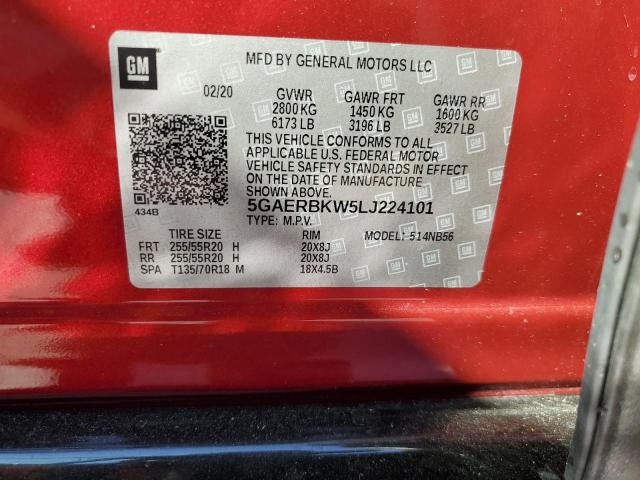 GM
MFD BY GENERAL MOTORS LLC
02/20 GVWR GAWR FRT GAWR RR
2800 KG 1450 KG 1600 KG
6173 LB 3196 LB 3527 LB
THIS VEHICLE CONFORMS TO ALL
APPLICABLE U.S. FEDERAL MOTOR
VEHICLE SAFETY STANDARDS IN EFFECT
ON THE DATE OF MANUFACTURE
SHOWN ABOVE.
434B
5GAERBKW5LJ224101
TYPE: M.P.V. MODEL: 514NB56
TIRE SIZE RIM
FRT 255/55R20 H 20X8J
RR 255/55R20 H 20X8J
SPA T135/70R18 M 18X4.5B